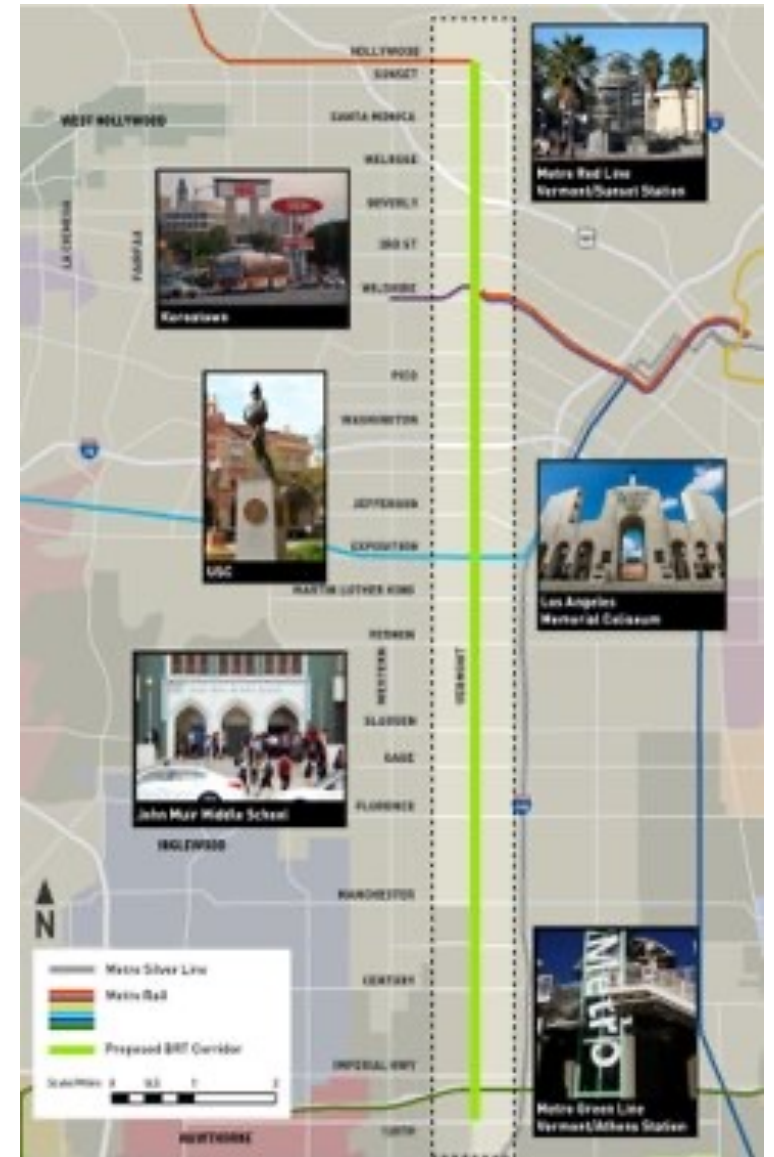 HOLLYWOOD
SUNSET
WEST HOLLYWOOD
SANTA MONICA
MELROSE
BEVERLY
3RD ST
WILSHIRE
LA CIENEGA
FAIRFAX
Metro Red Line
Vermont/Sunset Station
Koreatown
PICO
WASHINGTON
JEFFERSON
EXPOSITION
USC
MARTIN LUTHER KING
Los Angeles
Memorial Coliseum
VERNON
WESTERN
VERMONT
SLAUSON
GAGE
FLORENCE
John Muir Middle School
INGLEWOOD
MANCHESTER
N
CENTURY
IMPERIAL HWY
Metro Silver Line
Metro Rail
Proposed BRT Corridor
Scale/Miles 0 0.5 1 2
Metro
Metro Green Line
Vermont/Athens Station
HAWTHORNE
120TH